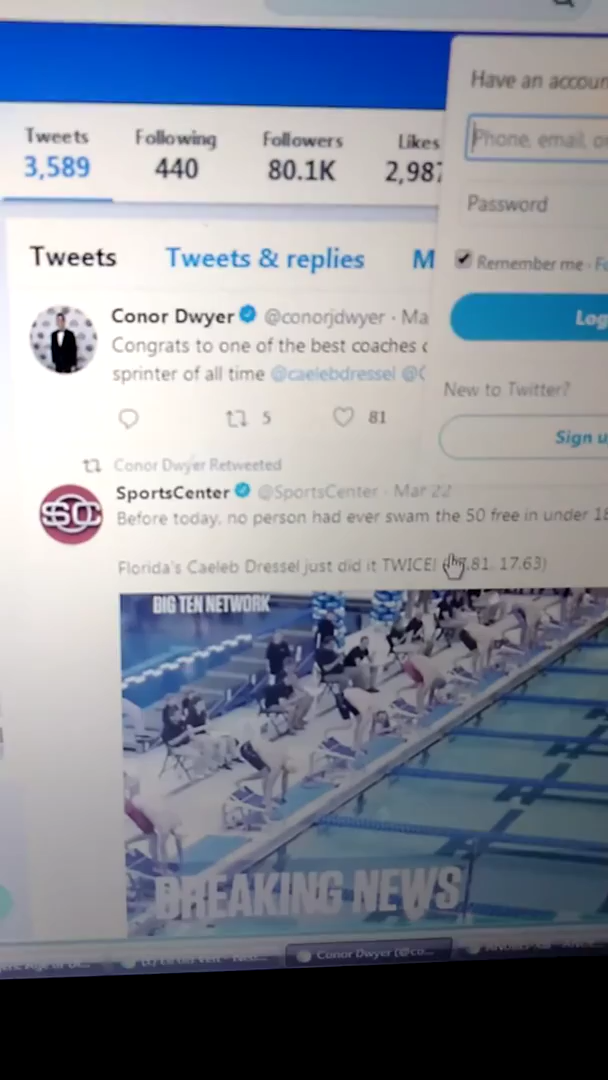 Have an accoun
Tweets Following Followers Likes
3,589 440 80.1K 2,987
Phone, email, o
Password
Tweets Tweets & replies M
Remember me · Fo
Conor Dwyer @conorjdwyer · Ma
Log
Congrats to one of the best coaches
sprinter of all time @caelebdressel @
New to Twitter?
5 81
Sign u
Conor Dwyer Retweeted
SportsCenter @SportsCenter · Mar 22
Before today, no person had ever swam the 50 free in under 18
Florida's Caeleb Dressel just did it TWICE! .81, 17.63)
BIG TEN NETWORK
SC
BREAKING NEWS
Conor Dwyer (@co...